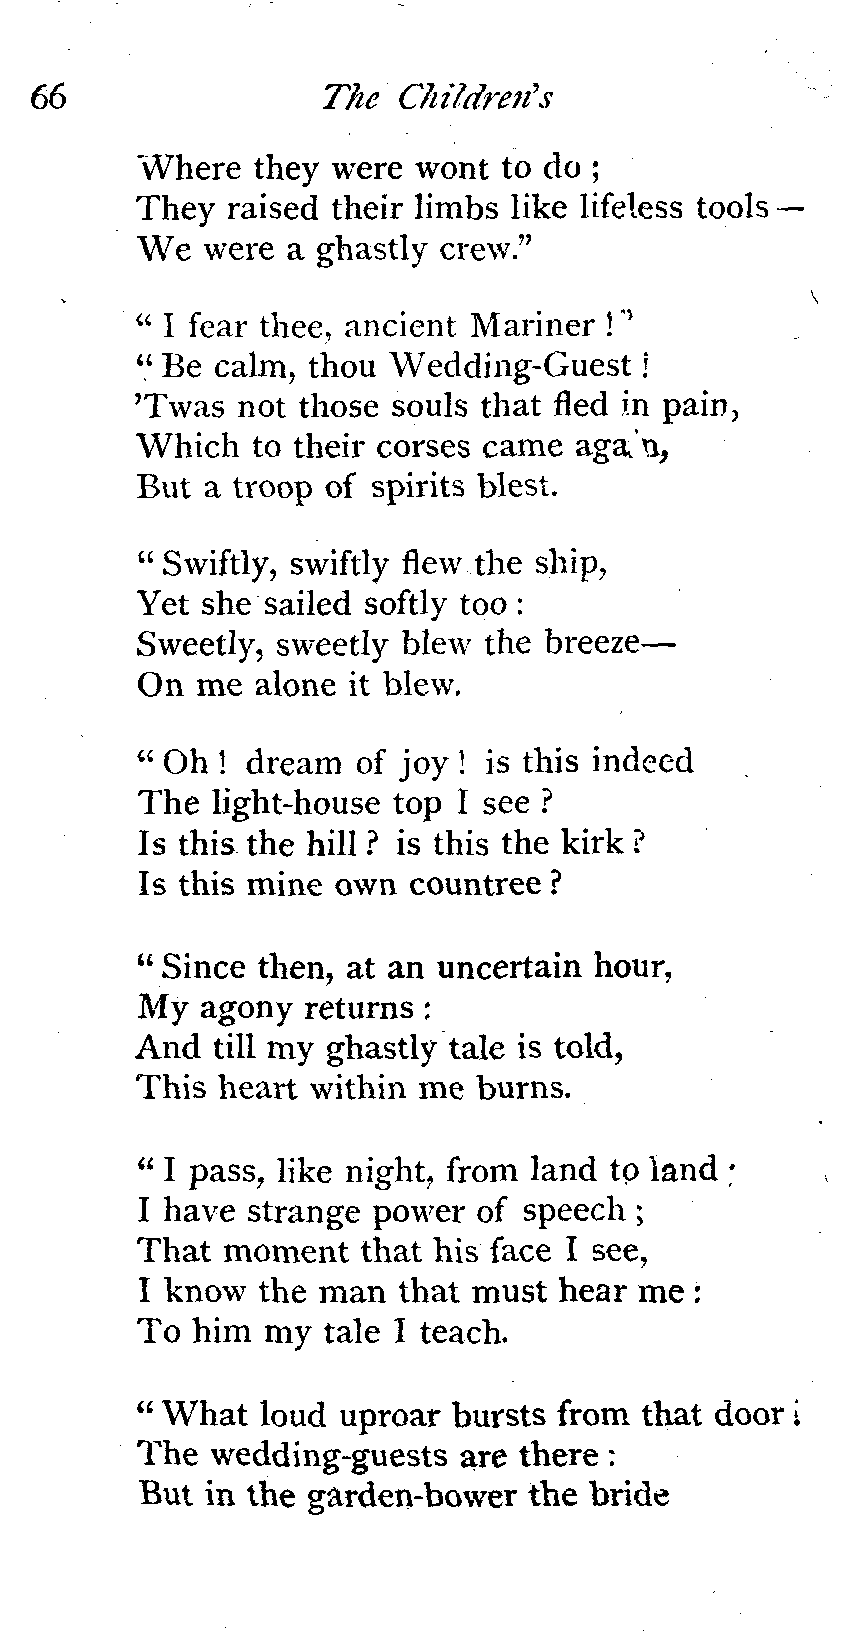 66 The Children's
Where they were wont to do ;
They raised their limbs like lifeless tools —
We were a ghastly crew."
" I fear thee, ancient Mariner ! "
" Be calm, thou Wedding-Guest !
'Twas not those souls that fled in pain,
Which to their corses came again,
But a troop of spirits blest.
" Swiftly, swiftly flew the ship,
Yet she sailed softly too :
Sweetly, sweetly blew the breeze—
On me alone it blew.
" Oh ! dream of joy ! is this indeed
The light-house top I see ?
Is this the hill ? is this the kirk ?
Is this mine own countree ?
" Since then, at an uncertain hour,
My agony returns :
And till my ghastly tale is told,
This heart within me burns.
" I pass, like night, from land to land ;
I have strange power of speech ;
That moment that his face I see,
I know the man that must hear me :
To him my tale I teach.
" What loud uproar bursts from that door !
The wedding-guests are there :
But in the garden-bower the bride